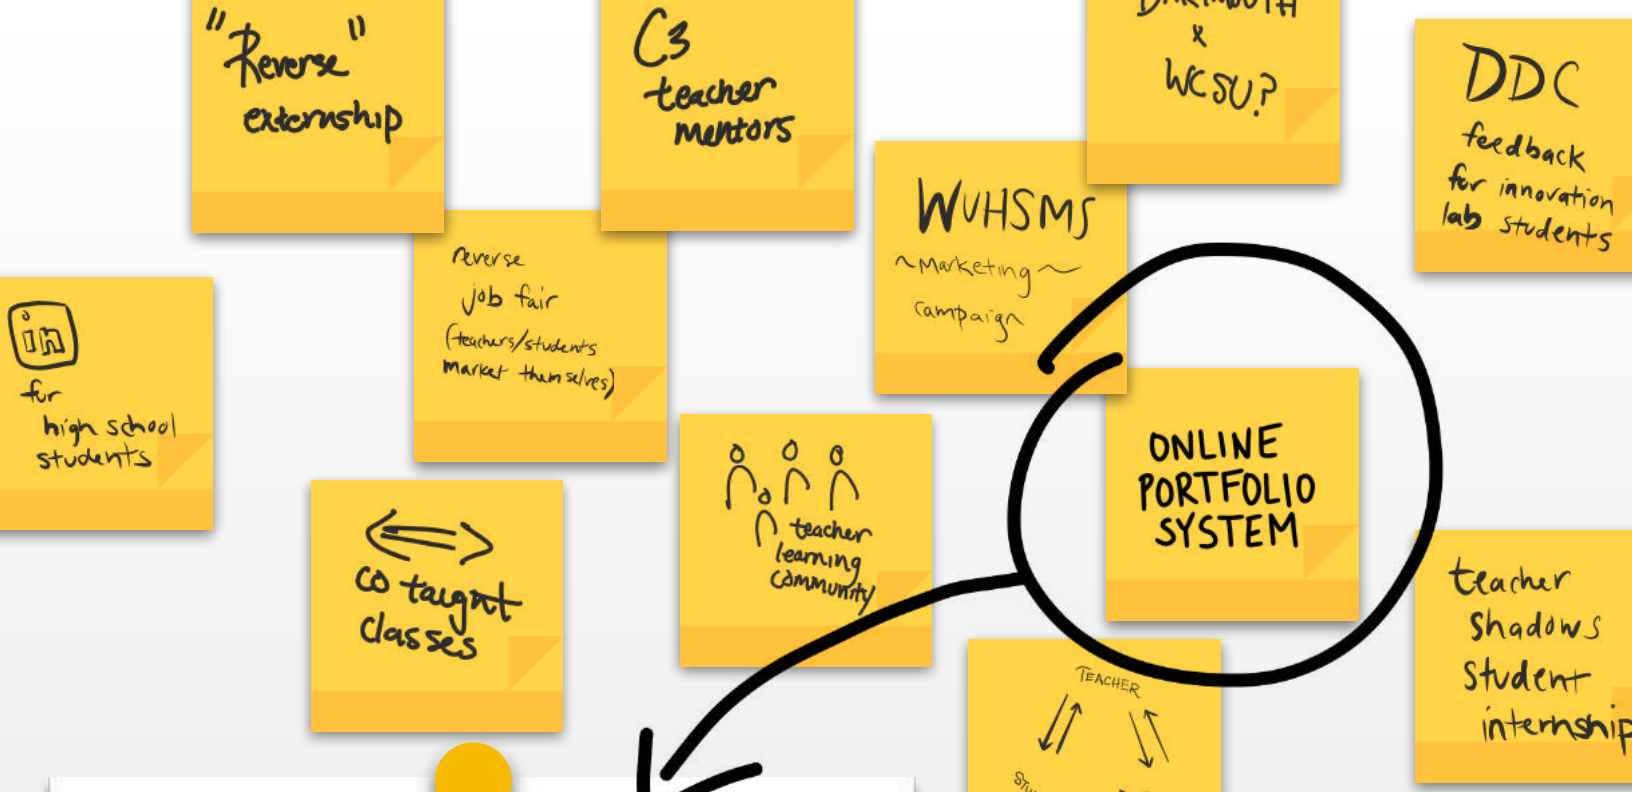 "Reverse"
externship
C3
teacher
mentors
DARTMOUTH
x
WCSU?
DDC
feedback
for innovation
lab students
WUHSMS
~Marketing~
campaign
reverse
job fair
(teachers/students
market themselves)
in
for
high school
students
ONLINE
PORTFOLIO
SYSTEM
teacher
learning
community
co taught
classes
teacher
shadows
student
internship
TEACHER